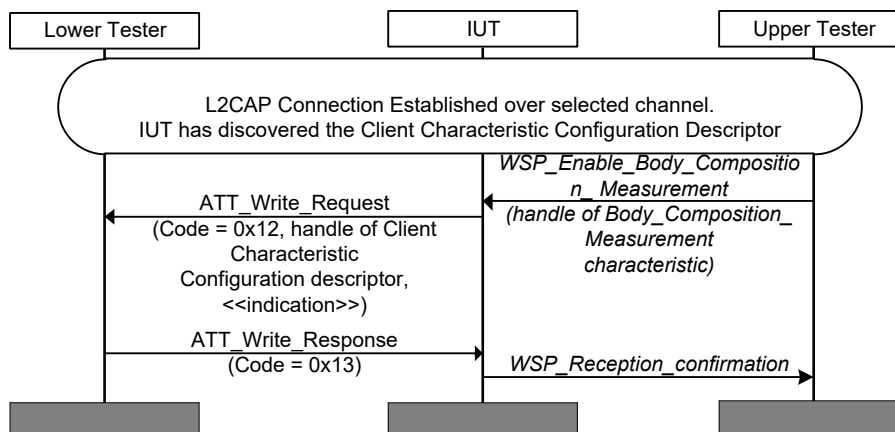 Lower Tester
IUT
Upper Tester
L2CAP Connection Established over selected channel.
IUT has discovered the Client Characteristic Configuration Descriptor
WSP_Enable_Body_Compositio
n_ Measurement
(handle of Body_Composition_
Measurement
characteristic)
ATT_Write_Request
(Code = 0x12, handle of Client
Characteristic
Configuration descriptor,
<<indication>>)
ATT_Write_Response
(Code = 0x13)
WSP_Reception_confirmation